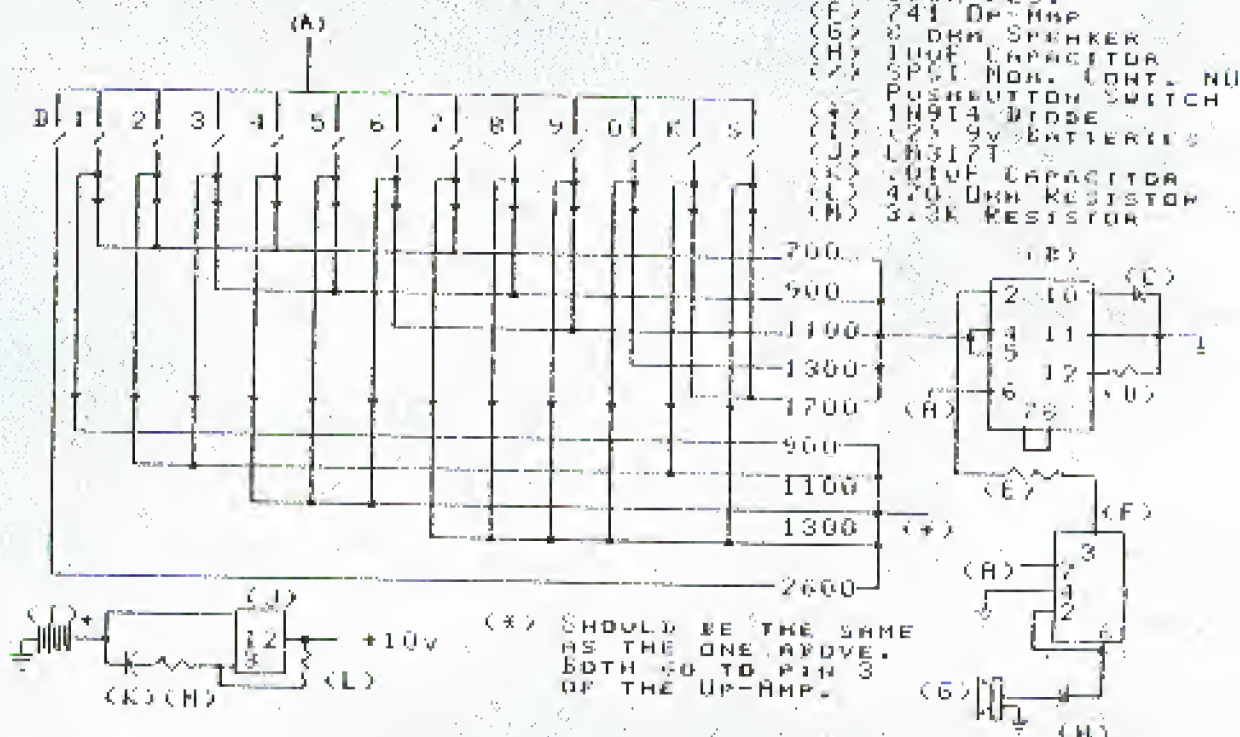 (A)
(F) 741 OP-AMP
(G) 8 OHM SPEAKER
(H) 10UF CAPACITOR
(/) SPST MOM. CONT. NO
PUSHBUTTON SWITCH
(+) 1N914 DIODE
(I) (2) 9V BATTERIES
(J) LM317T
(K) .01UF CAPACITOR
(L) 470 OHM RESISTOR
(M) 3.3K RESISTOR
B 1 2 3 4 5 6 7 8 9 0 K S
700
900
1100
1300
1700
900
1100
1300
2600
(*)
(B)
(C)
2 10
4 11
5
12
6
7 8
(A)
(D)
(E)
(F)
3
(A) 7
4
2
6
(G)
(H)
(I) +
(J)
1 2
3
+10V
(K) (M)
(L)
(*) SHOULD BE THE SAME
AS THE ONE ABOVE.
BOTH GO TO PIN 3
OF THE OP-AMP.